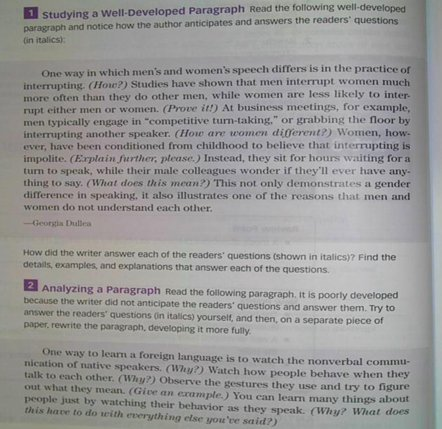 1 Studying a Well-Developed Paragraph Read the following well-developed
paragraph and notice how the author anticipates and answers the readers' questions
(in italics):
One way in which men's and women's speech differs is in the practice of
interrupting. (How?) Studies have shown that men interrupt women much
more often than they do other men, while women are less likely to inter-
rupt either men or women. (Prove it!) At business meetings, for example,
men typically engage in "competitive turn-taking," or grabbing the floor by
interrupting another speaker. (How are women different?) Women, how-
ever, have been conditioned from childhood to believe that interrupting is
impolite. (Explain further, please.) Instead, they sit for hours waiting for a
turn to speak, while their male colleagues wonder if they'll ever have any-
thing to say. (What does this mean?) This not only demonstrates a gender
difference in speaking, it also illustrates one of the reasons that men and
women do not understand each other.
—Georgia Dullea
How did the writer answer each of the readers' questions (shown in italics)? Find the
details, examples, and explanations that answer each of the questions.
2 Analyzing a Paragraph Read the following paragraph. It is poorly developed
because the writer did not anticipate the readers' questions and answer them. Try to
answer the readers' questions (in italics) yourself, and then, on a separate piece of
paper, rewrite the paragraph, developing it more fully.
One way to learn a foreign language is to watch the nonverbal commu-
nication of native speakers. (Why?) Watch how people behave when they
talk to each other. (Why?) Observe the gestures they use and try to figure
out what they mean. (Give an example.) You can learn many things about
people just by watching their behavior as they speak. (Why? What does
this have to do with everything else you've said?)